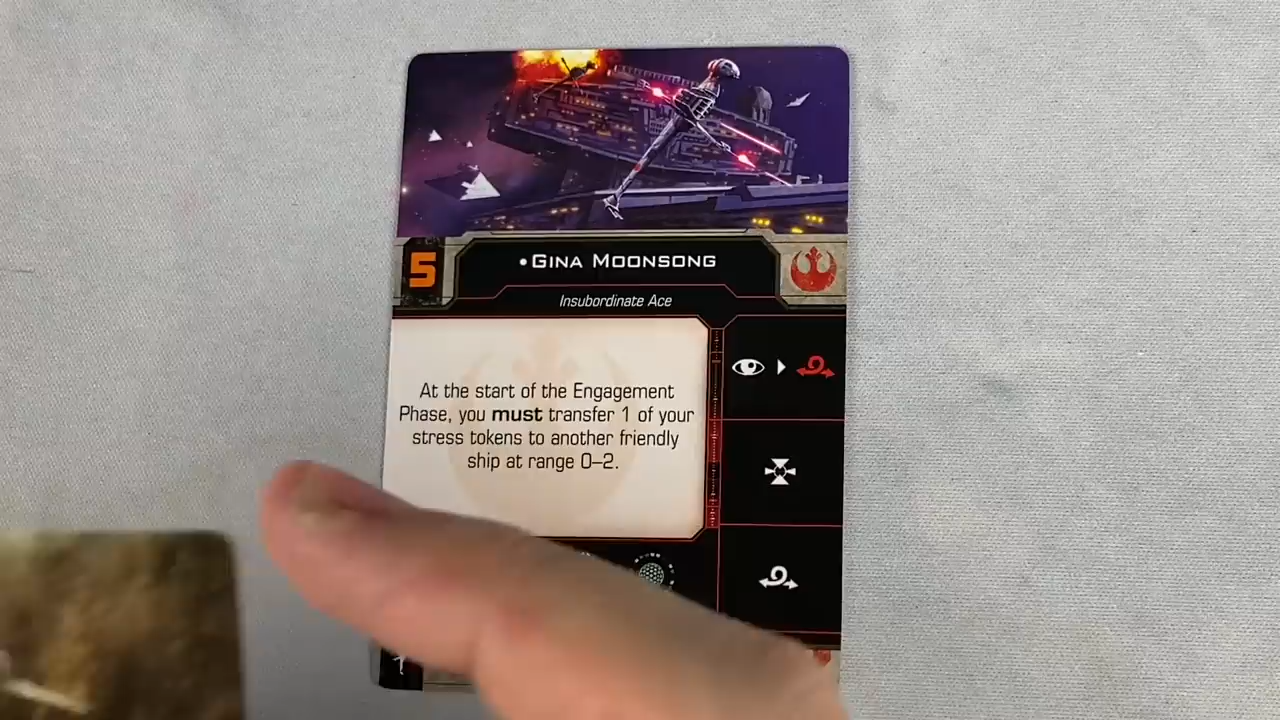 5
•Gina Moonsong
Insubordinate Ace
At the start of the Engagement
Phase, you must transfer 1 of your
stress tokens to another friendly
ship at range 0–2.